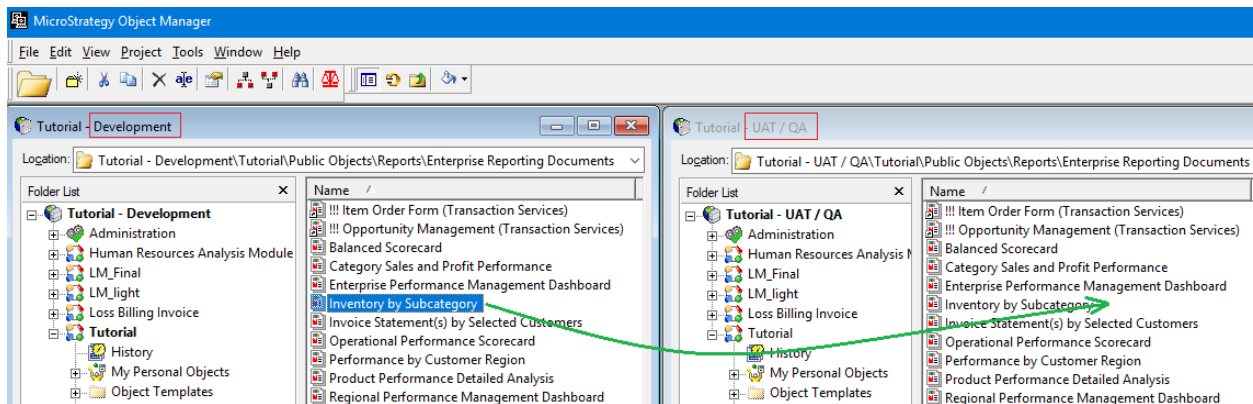 MicroStrategy Object Manager
File Edit View Project Tools Window Help
Tutorial - Development
Location: Tutorial - Development\Tutorial\Public Objects\Reports\Enterprise Reporting Documents
Folder List
Tutorial - Development
Administration
Human Resources Analysis Module
LM_Final
LM_light
Loss Billing Invoice
Tutorial
History
My Personal Objects
Object Templates
Name
!!! Item Order Form (Transaction Services)
!!! Opportunity Management (Transaction Services)
Balanced Scorecard
Category Sales and Profit Performance
Enterprise Performance Management Dashboard
Inventory by Subcategory
Invoice Statement(s) by Selected Customers
Operational Performance Scorecard
Performance by Customer Region
Product Performance Detailed Analysis
Regional Performance Management Dashboard
Tutorial - UAT / QA
Location: Tutorial - UAT / QA\Tutorial\Public Objects\Reports\Enterprise Reporting Documents
Folder List
Tutorial - UAT / QA
Administration
Human Resources Analysis
LM_Final
LM_light
Loss Billing Invoice
Tutorial
History
My Personal Objects
Object Templates
Name
!!! Item Order Form (Transaction Services)
!!! Opportunity Management (Transaction Services)
Balanced Scorecard
Category Sales and Profit Performance
Enterprise Performance Management Dashboard
Inventory by Subcategory
Invoice Statement(s) by Selected Customers
Operational Performance Scorecard
Performance by Customer Region
Product Performance Detailed Analysis
Regional Performance Management Dashboard